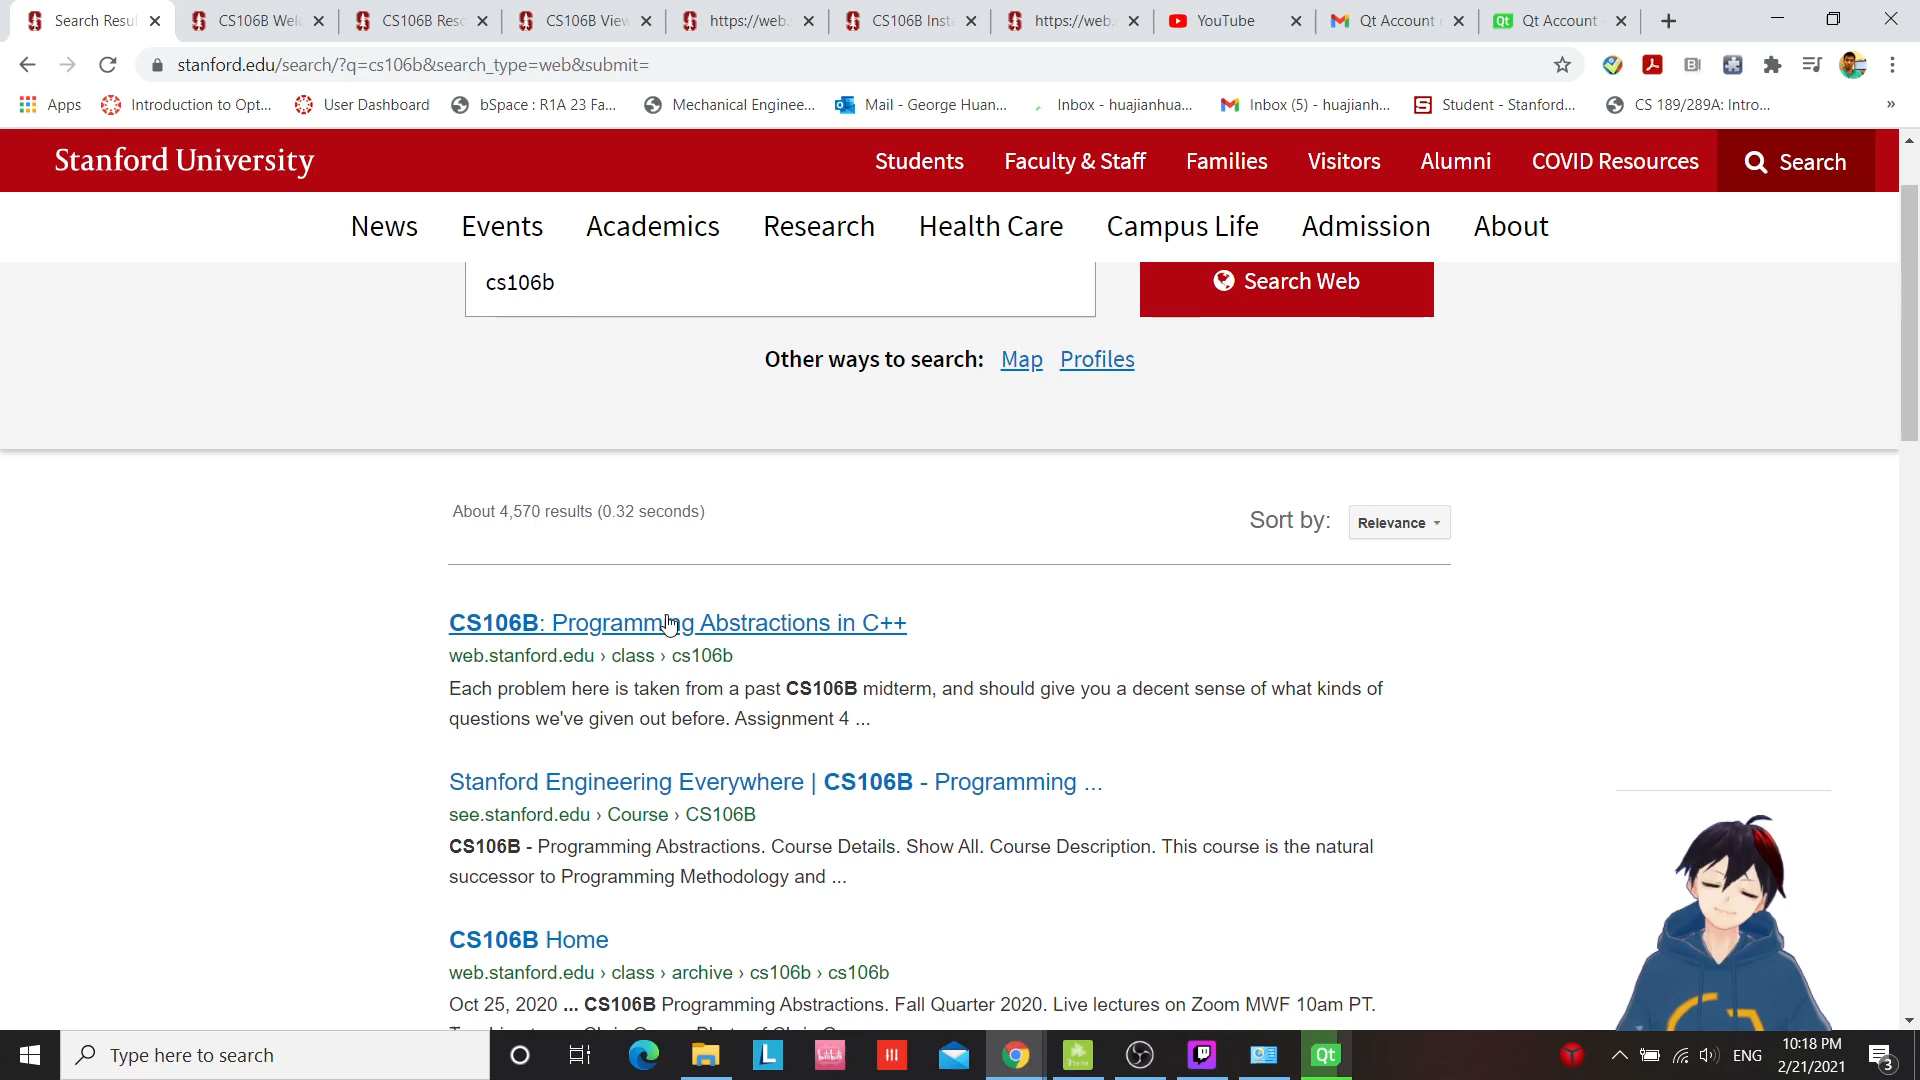 Search Resul
CS106B Wel
CS106B Res
CS106B View
https://web.
CS106B Inst
https://web.
YouTube
Qt Account
Qt Account
stanford.edu/search/?q=cs106b&search_type=web&submit=
Apps
Introduction to Opt...
User Dashboard
bSpace : R1A 23 Fa...
Mechanical Enginee...
Mail - George Huan...
Inbox - huajianhua...
Inbox (5) - huajianh...
Student - Stanford...
CS 189/289A: Intro...
»
Stanford University
Students
Faculty & Staff
Families
Visitors
Alumni
COVID Resources
Search
News
Events
Academics
Research
Health Care
Campus Life
Admission
About
cs106b
Search Web
Other ways to search: Map Profiles
About 4,570 results (0.32 seconds)
Sort by: Relevance
CS106B: Programming Abstractions in C++
web.stanford.edu › class › cs106b
Each problem here is taken from a past CS106B midterm, and should give you a decent sense of what kinds of
questions we've given out before. Assignment 4 ...
Stanford Engineering Everywhere | CS106B - Programming ...
see.stanford.edu › Course › CS106B
CS106B - Programming Abstractions. Course Details. Show All. Course Description. This course is the natural
successor to Programming Methodology and ...
CS106B Home
web.stanford.edu › class › archive › cs106b › cs106b
Oct 25, 2020 ... CS106B Programming Abstractions. Fall Quarter 2020. Live lectures on Zoom MWF 10am PT.
Type here to search
L
Qt
ENG
10:18 PM
2/21/2021
3